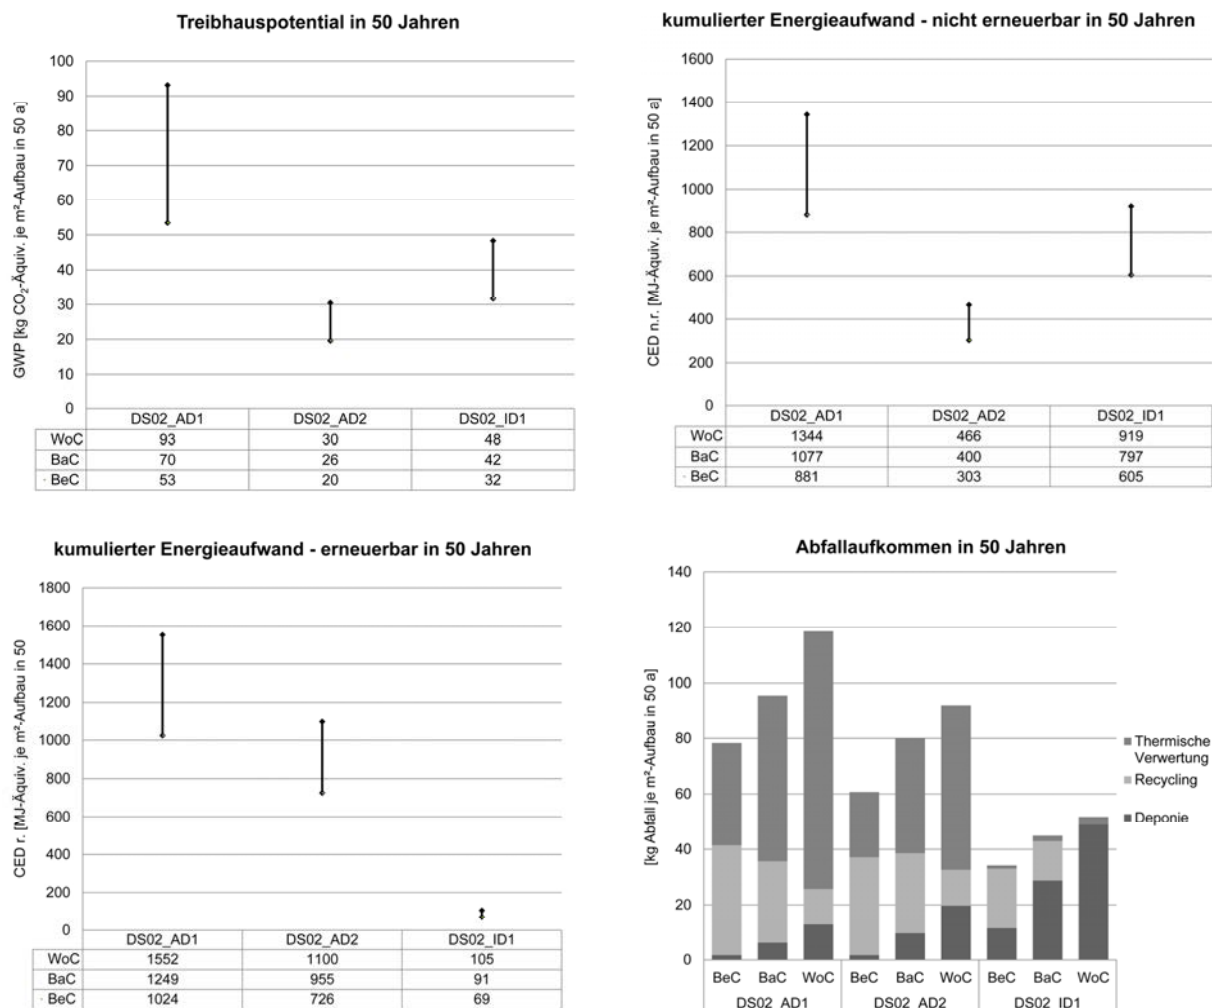 Treibhauspotential in 50 Jahren
GWP [kg CO₂-Äquiv. je m²-Aufbau in 50 a]
100
90
80
70
60
50
40
30
20
10
0
DS02_AD1 DS02_AD2 DS02_ID1
WoC 93 30 48
BaC 70 26 42
BeC 53 20 32
kumulierter Energieaufwand - nicht erneuerbar in 50 Jahren
CED n.r. [MJ-Äquiv. je m²-Aufbau in 50 a]
1600
1400
1200
1000
800
600
400
200
0
DS02_AD1 DS02_AD2 DS02_ID1
WoC 1344 466 919
BaC 1077 400 797
BeC 881 303 605
kumulierter Energieaufwand - erneuerbar in 50 Jahren
CED r. [MJ-Äquiv. je m²-Aufbau in 50
1800
1600
1400
1200
1000
800
600
400
200
0
DS02_AD1 DS02_AD2 DS02_ID1
WoC 1552 1100 105
BaC 1249 955 91
BeC 1024 726 69
Abfallaufkommen in 50 Jahren
[kg Abfall je m²-Aufbau in 50 a]
140
120
100
80
60
40
20
0
BeC BaC WoC BeC BaC WoC BeC BaC WoC
DS02_AD1 DS02_AD2 DS02_ID1
Thermische
Verwertung
Recycling
Deponie